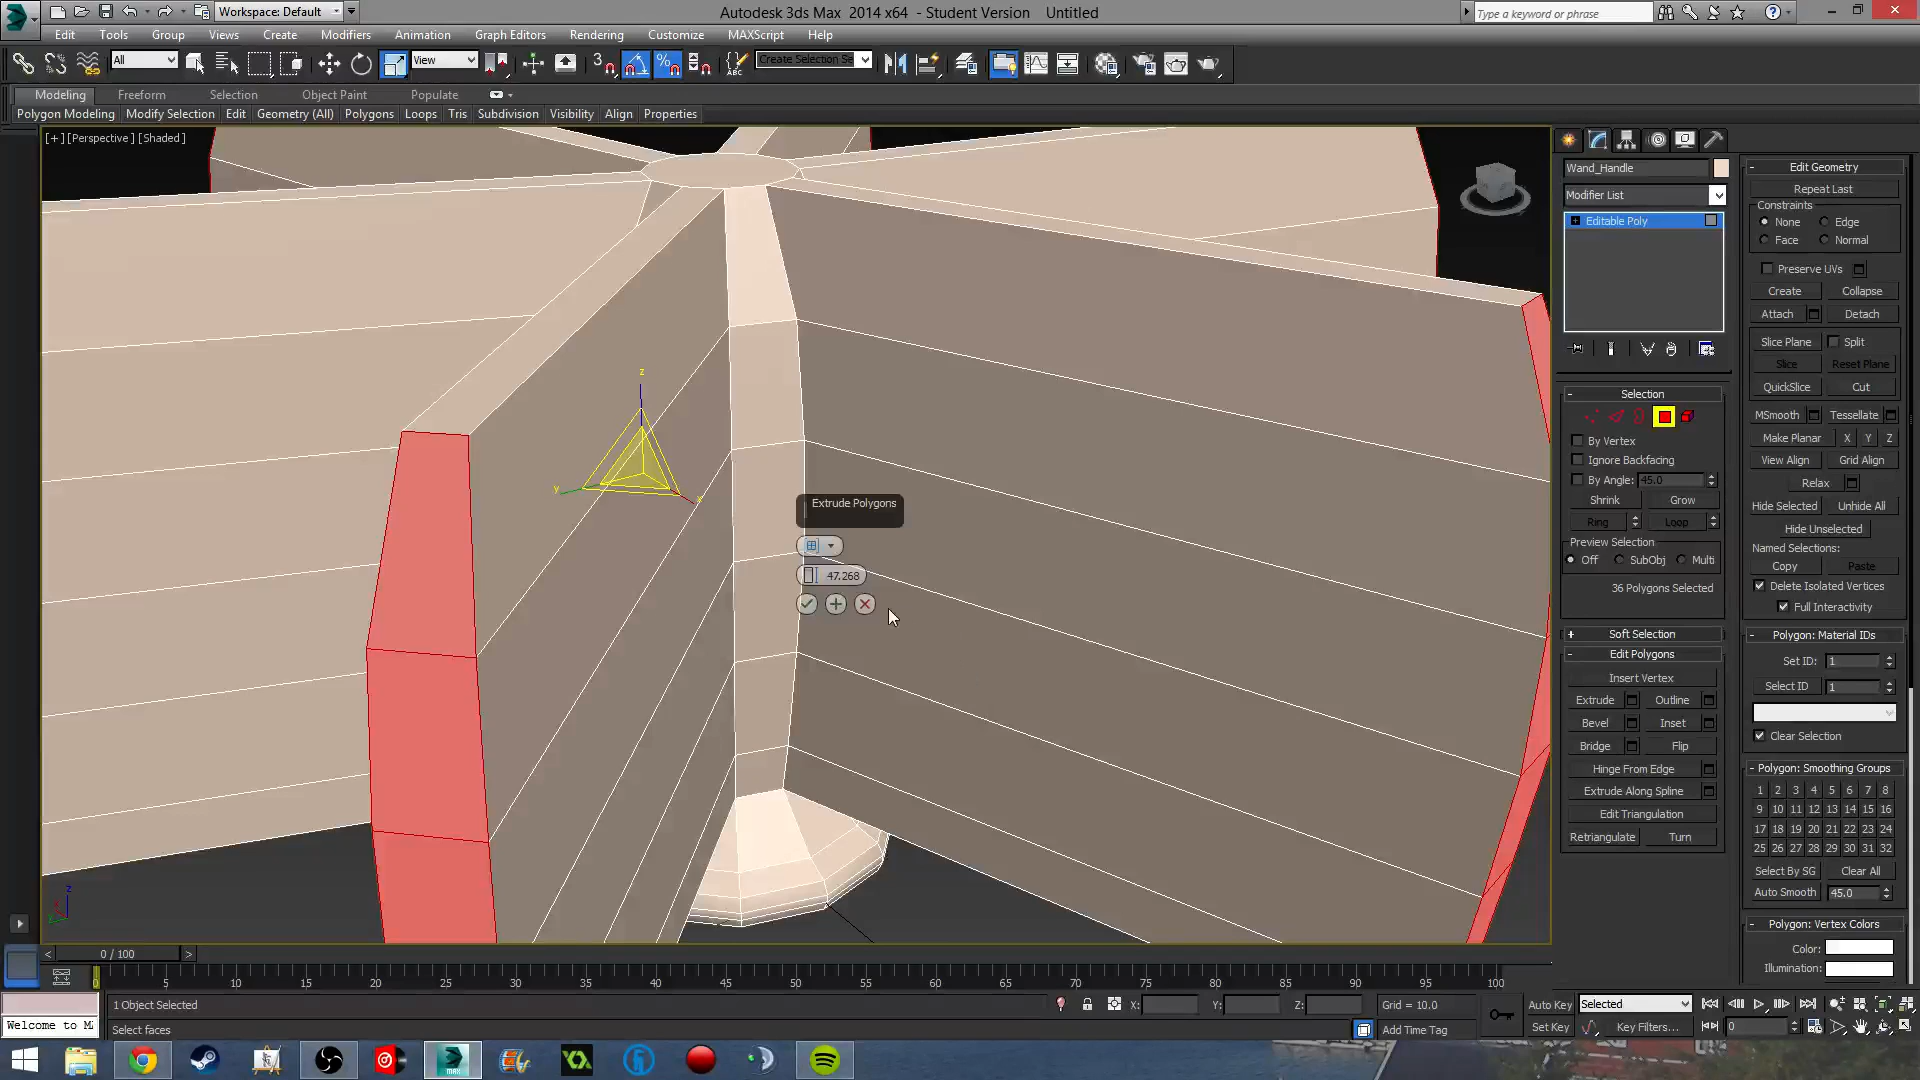 Workspace: Default
Autodesk 3ds Max 2014 x64 - Student Version Untitled
Type a keyword or phrase
Edit Tools Group Views Create Modifiers Animation Graph Editors Rendering Customize MAXScript Help
All
View
3
%
ABC
Create Selection Se
Modeling Freeform Selection Object Paint Populate
Polygon Modeling Modify Selection Edit Geometry (All) Polygons Loops Tris Subdivision Visibility Align Properties
[+] [Perspective] [Shaded]
z
y
x
Extrude Polygons
47.268
z
Wand_Handle
Modifier List
Editable Poly
Selection
By Vertex
Ignore Backfacing
By Angle: 45.0
Shrink Grow
Ring Loop
Preview Selection
Off SubObj Multi
36 Polygons Selected
Soft Selection
Edit Polygons
Insert Vertex
Extrude Outline
Bevel Inset
Bridge Flip
Hinge From Edge
Extrude Along Spline
Edit Triangulation
Retriangulate Turn
Edit Geometry
Repeat Last
Constraints
None Edge
Face Normal
Preserve UVs
Create Collapse
Attach Detach
Slice Plane Split
Slice Reset Plane
QuickSlice Cut
MSmooth Tessellate
Make Planar X Y Z
View Align Grid Align
Relax
Hide Selected Unhide All
Hide Unselected
Named Selections:
Copy Paste
Delete Isolated Vertices
Full Interactivity
Polygon: Material IDs
Set ID: 1
Select ID 1
Clear Selection
Polygon: Smoothing Groups
1 2 3 4 5 6 7 8
9 10 11 12 13 14 15 16
17 18 19 20 21 22 23 24
25 26 27 28 29 30 31 32
Select By SG Clear All
Auto Smooth 45.0
Polygon: Vertex Colors
Color:
Illumination:
< 0 / 100 >
0 5 10 15 20 25 30 35 40 45 50 55 60 65 70 75 80 85 90 95 100
1 Object Selected
X: Y: Z: Grid = 10.0
Auto Key Selected
Welcome to M
Select faces
Add Time Tag
Set Key Key Filters... 0
MAX